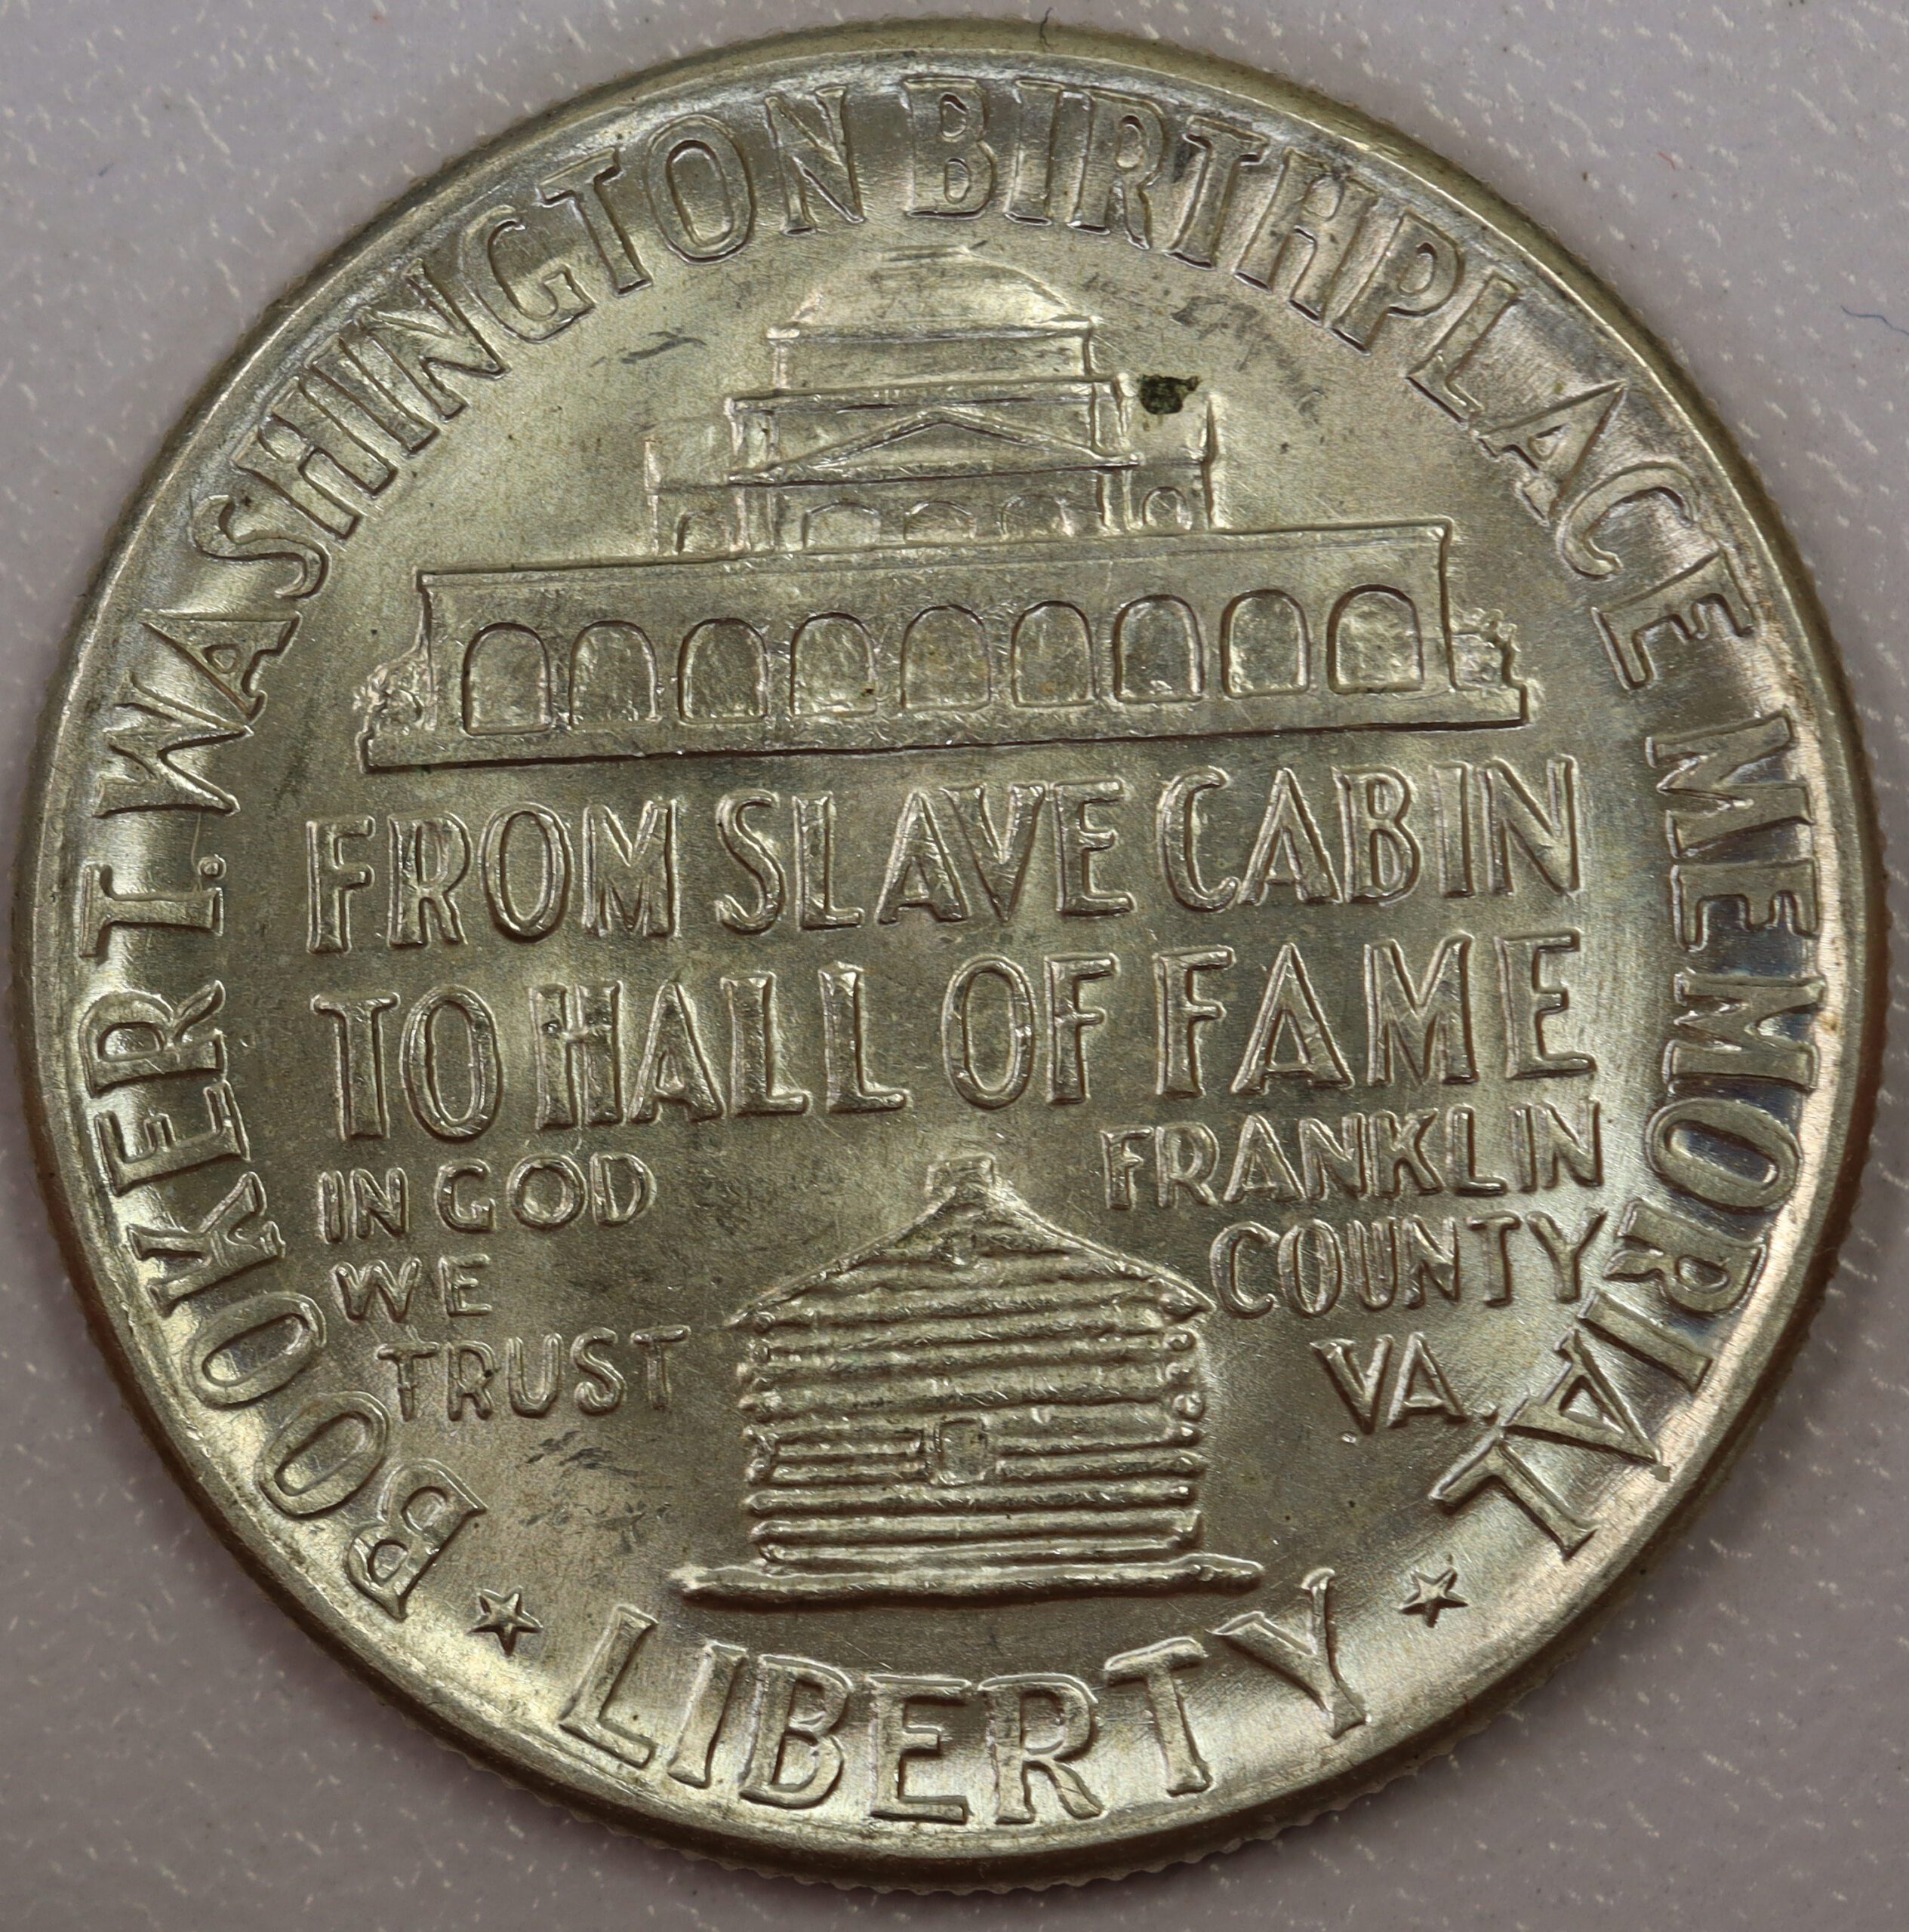 BOOKER T. WASHINGTON BIRTHPLACE MEMORIAL
FROM SLAVE CABIN
TO HALL OF FAME
IN GOD
WE
TRUST
FRANKLIN
COUNTY
VA.
LIBERTY